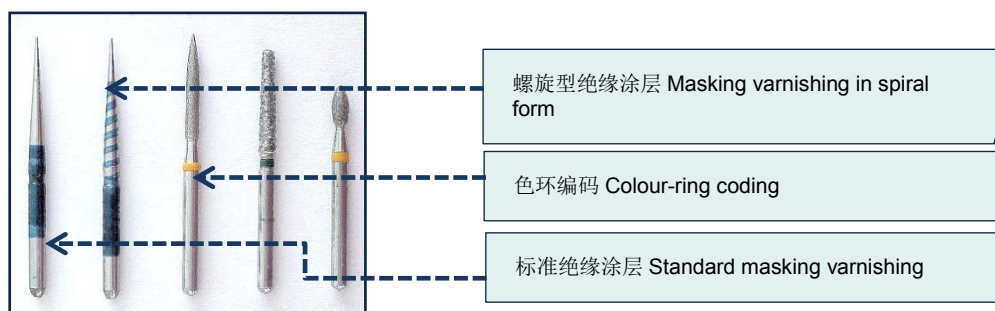 螺旋型绝缘涂层 Masking varnishing in spiral
form
色环编码 Colour-ring coding
标准绝缘涂层 Standard masking varnishing